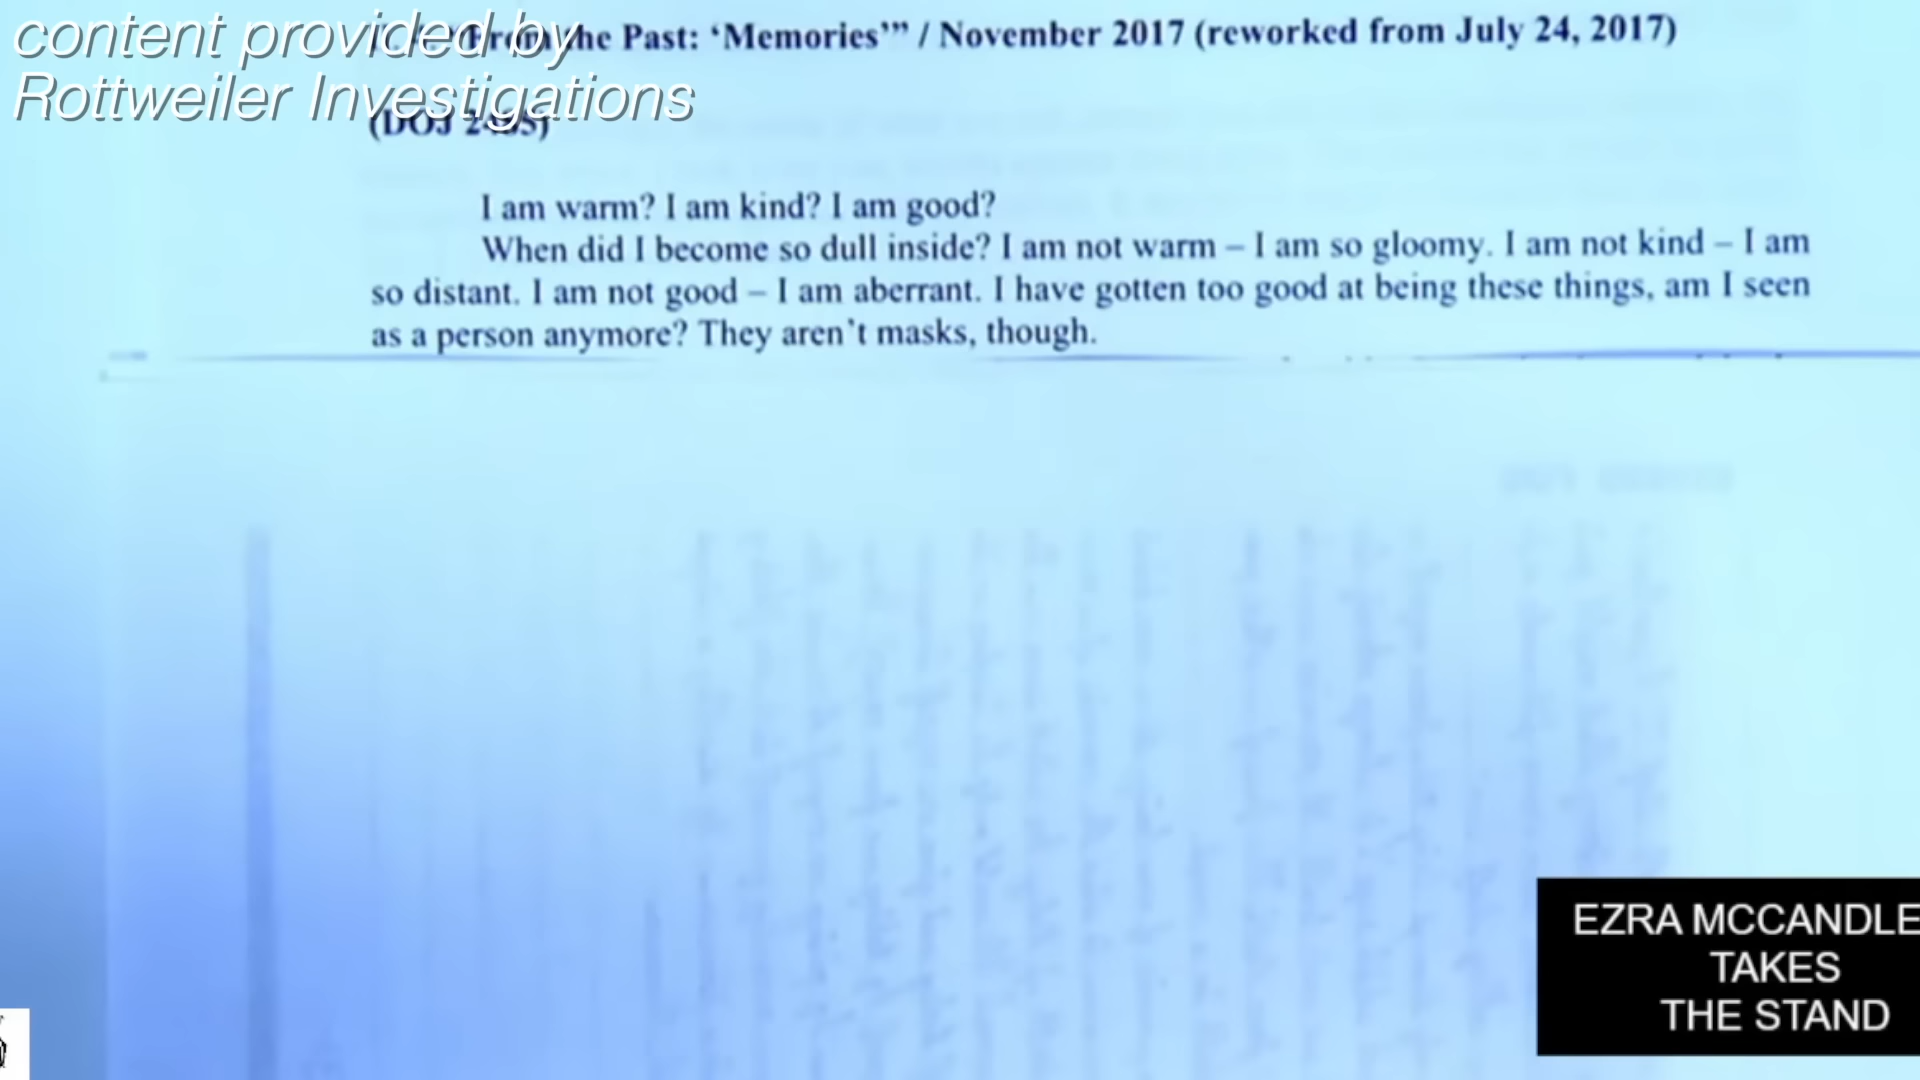 content provided by
Rottweiler Investigations
the Past: ‘Memories’” / November 2017 (reworked from July 24, 2017)
(DOJ
I am warm? I am kind? I am good?
When did I become so dull inside? I am not warm – I am so gloomy. I am not kind – I am
so distant. I am not good – I am aberrant. I have gotten too good at being these things, am I seen
as a person anymore? They aren’t masks, though.
EZRA MCCANDLE
TAKES
THE STAND